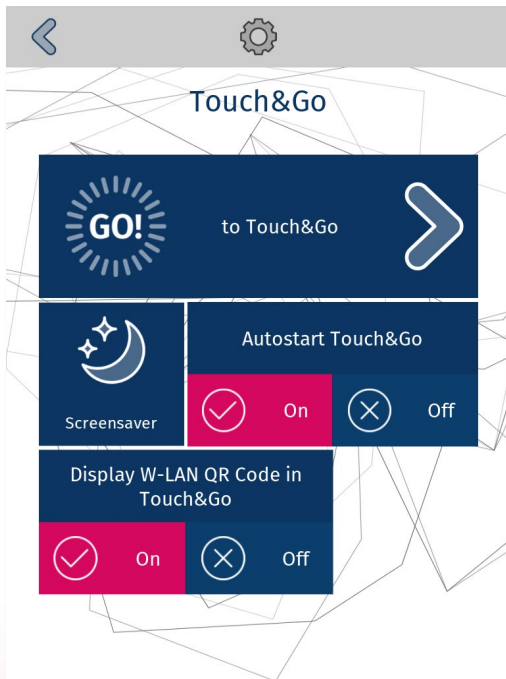 Touch&Go
GO!
to Touch&Go
Autostart Touch&Go
Screensaver
On
Off
Display W-LAN QR Code in
Touch&Go
On
Off